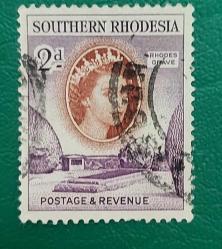 SOUTHERN RHODESIA
2d
RHODES
GRAVE
POSTAGE & REVENUE